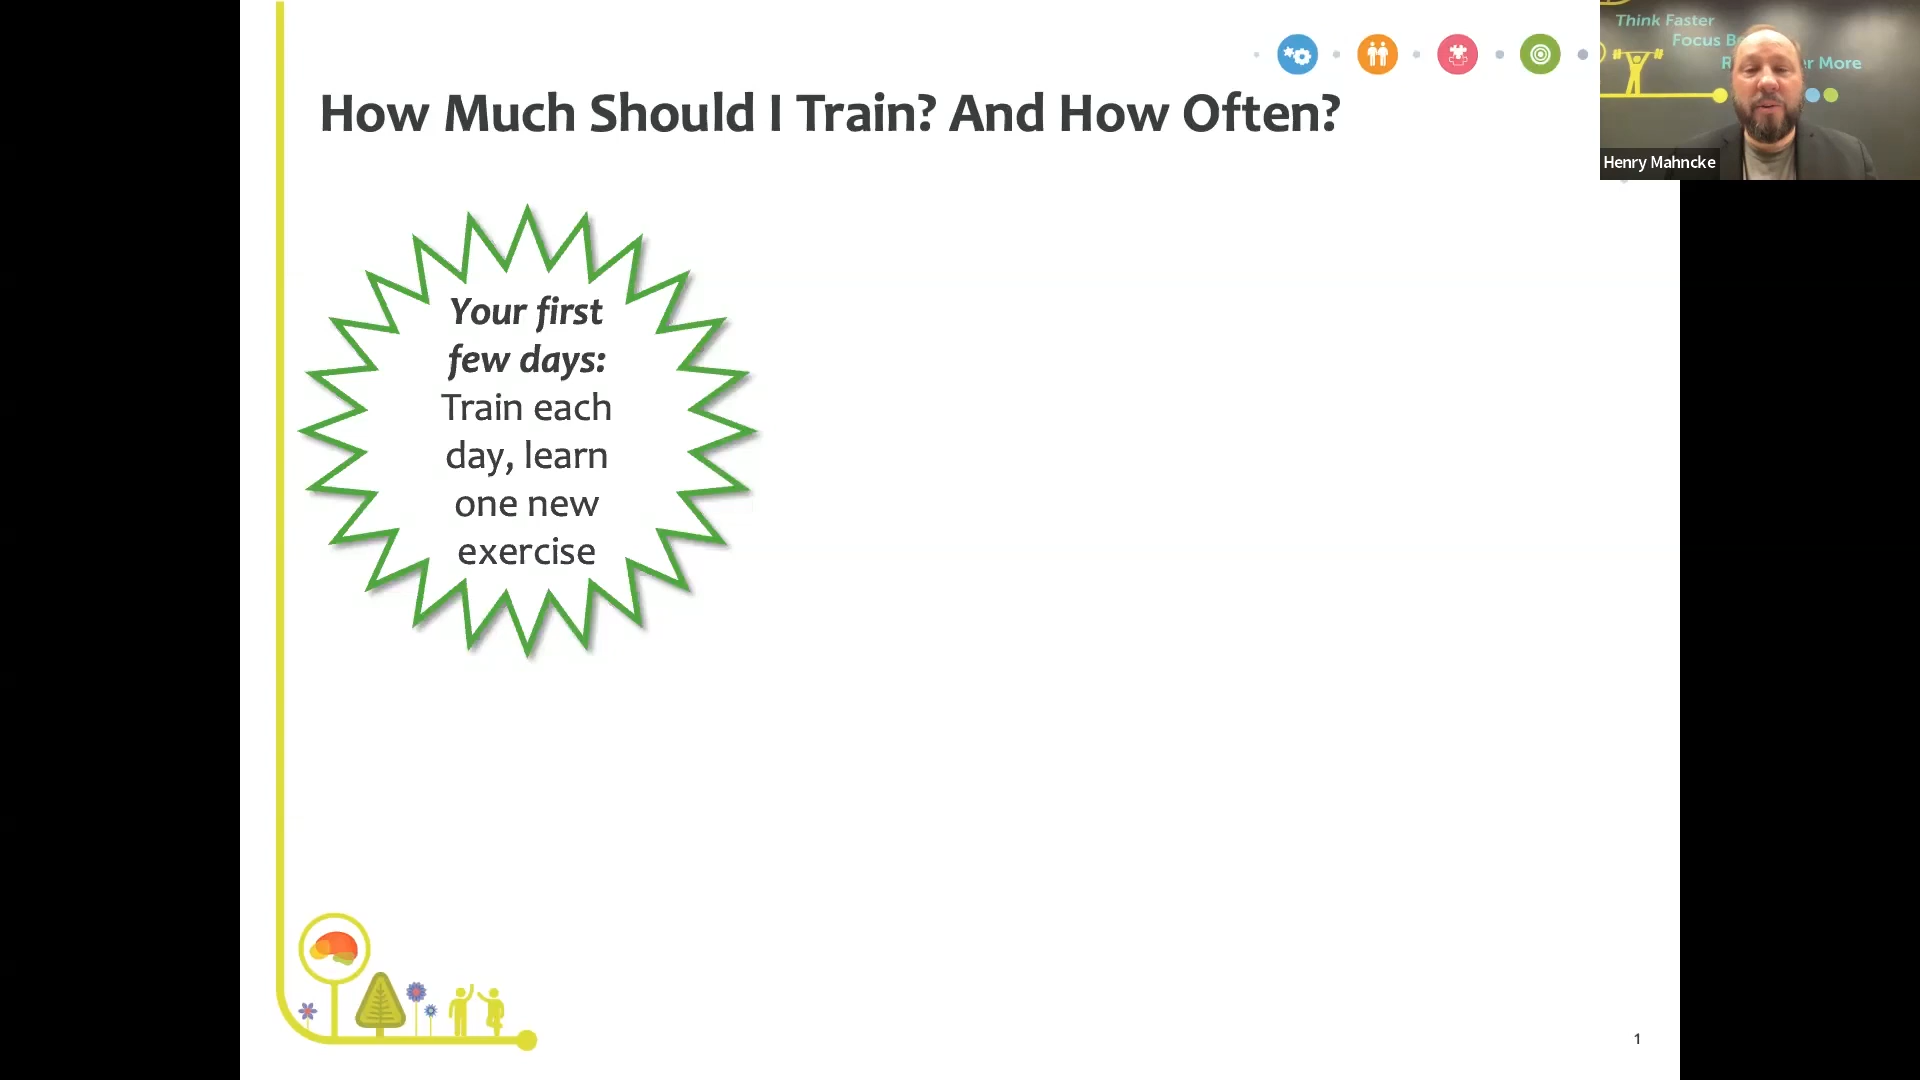 How Much Should I Train? And How Often?
Think Faster
Focus
More
Henry Mahncke
Your first
few days:
Train each
day, learn
one new
exercise
1